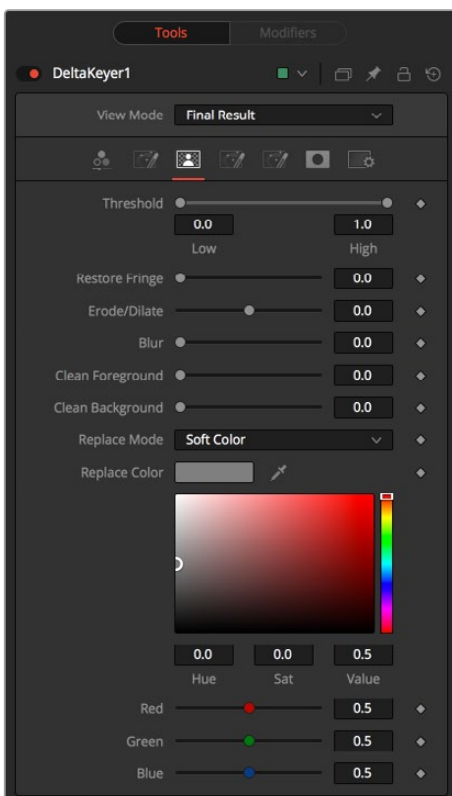 Tools Modifiers
DeltaKeyer1
View Mode Final Result
Threshold
0.0 1.0
Low High
Restore Fringe 0.0
Erode/Dilate 0.0
Blur 0.0
Clean Foreground 0.0
Clean Background 0.0
Replace Mode Soft Color
Replace Color
0.0 0.0 0.5
Hue Sat Value
Red 0.5
Green 0.5
Blue 0.5